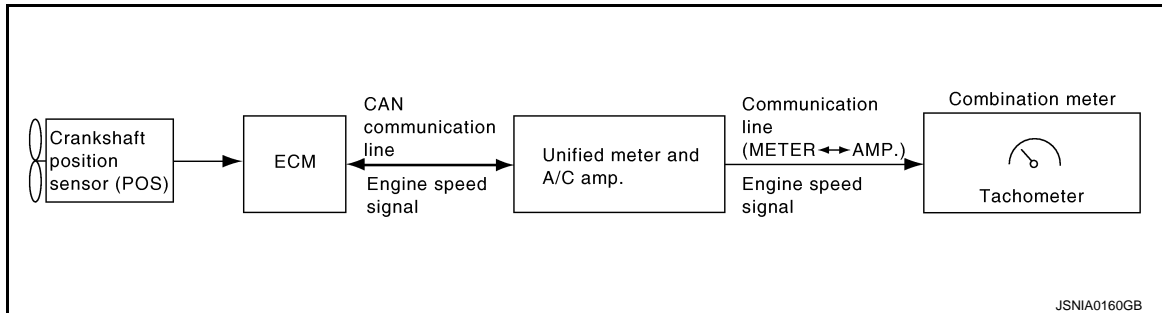 Crankshaft
position
sensor (POS)
ECM
CAN
communication
line
Engine speed
signal
Unified meter and
A/C amp.
Communication
line
(METER ↔ AMP.)
Engine speed
signal
Combination meter
Tachometer
JSNIA0160GB